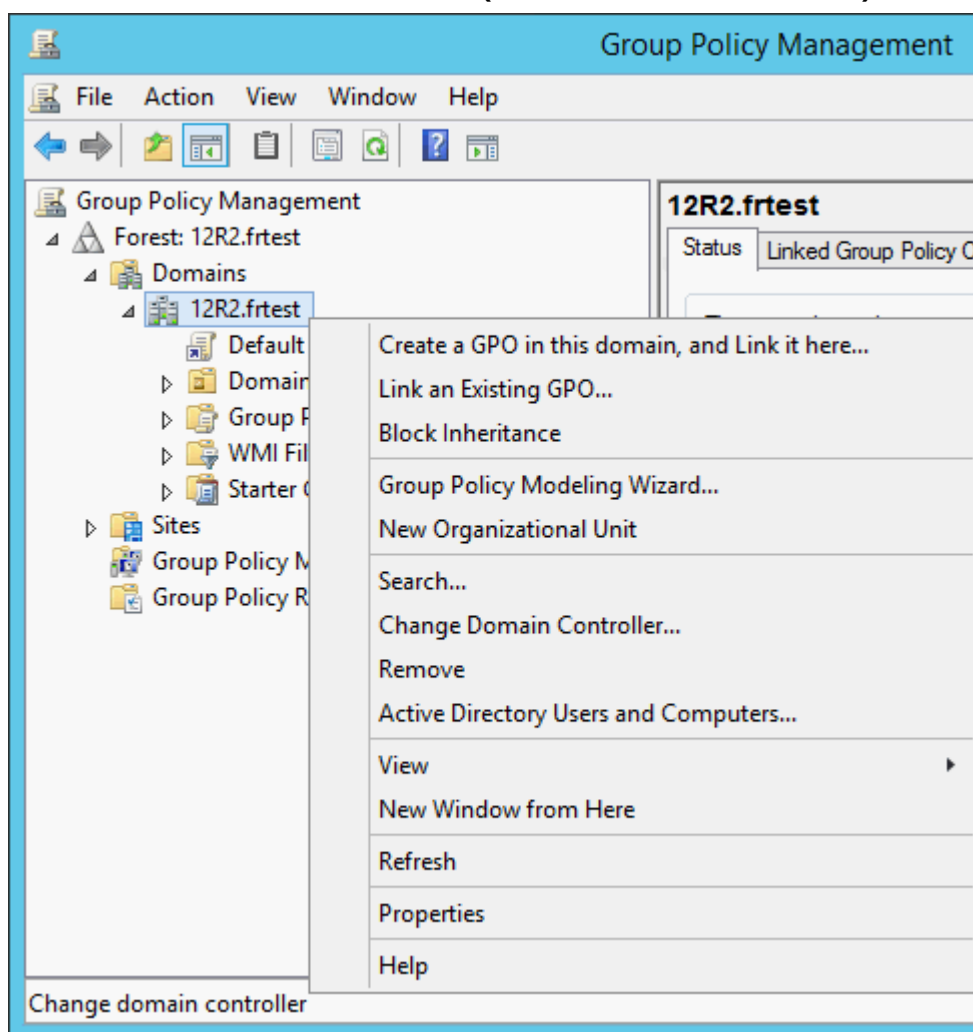 Group Policy Management
File Action View Window Help
Group Policy Management
Forest: 12R2.frtest
Domains
12R2.frtest
Default
Domain
Group P
WMI Fil
Starter
Sites
Group Policy M
Group Policy R
12R2.frtest
Status Linked Group Policy
Create a GPO in this domain, and Link it here...
Link an Existing GPO...
Block Inheritance
Group Policy Modeling Wizard...
New Organizational Unit
Search...
Change Domain Controller...
Remove
Active Directory Users and Computers...
View
New Window from Here
Refresh
Properties
Help
Change domain controller